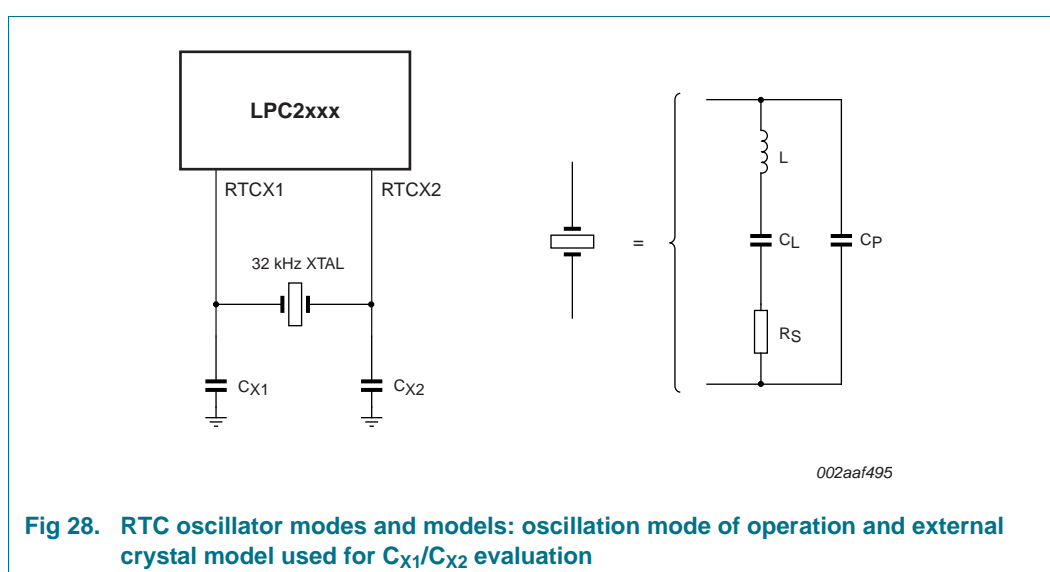 LPC2xxx
RTCX1
RTCX2
32 kHz XTAL
CX1
CX2
=
L
CL
CP
RS
002aaf495
Fig 28. RTC oscillator modes and models: oscillation mode of operation and external
crystal model used for CX1/CX2 evaluation